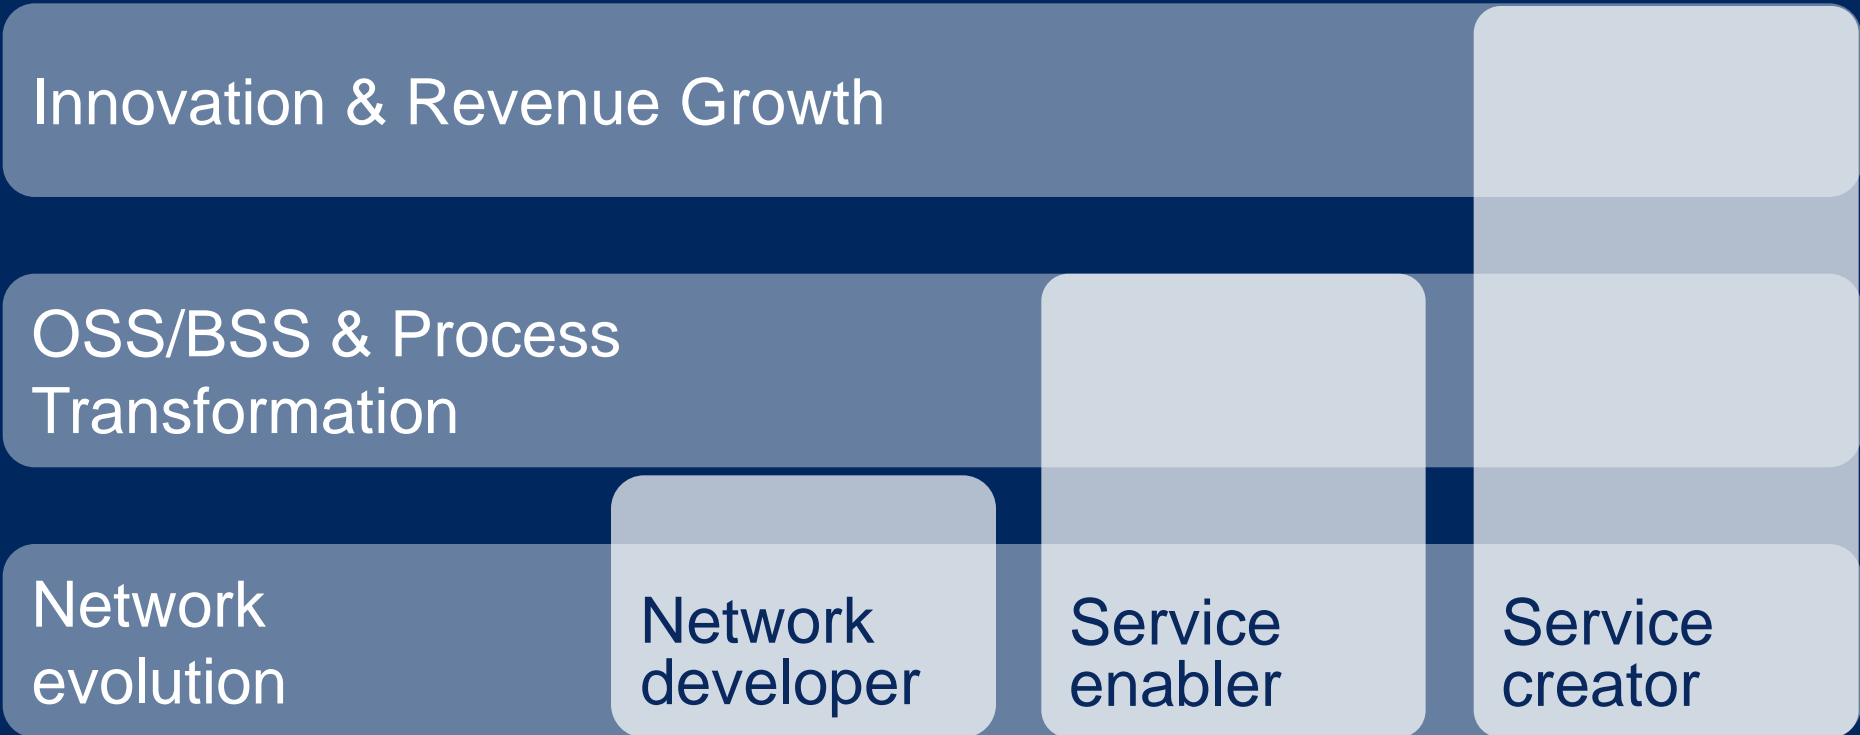 Innovation & Revenue Growth
OSS/BSS & Process
Transformation
Network
evolution
Network
developer
Service
enabler
Service
creator